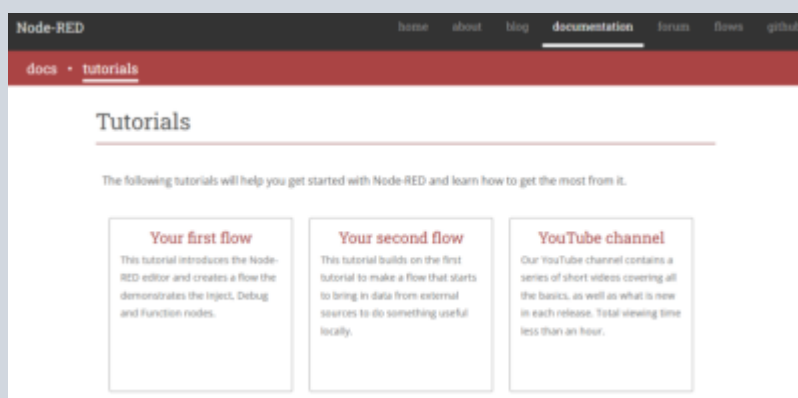 Node-RED
home about blog documentation forum flows github
docs • tutorials
Tutorials
The following tutorials will help you get started with Node-RED and learn how to get the most from it.
Your first flow
This tutorial introduces the Node-
RED editor and creates a flow the
demonstrates the Inject, Debug
and Function nodes.
Your second flow
This tutorial builds on the first
tutorial to make a flow that starts
to bring in data from external
sources to do something useful
locally.
YouTube channel
Our YouTube channel contains a
series of short videos covering all
the basics, as well as what is new
in each release. Total viewing time
less than an hour.